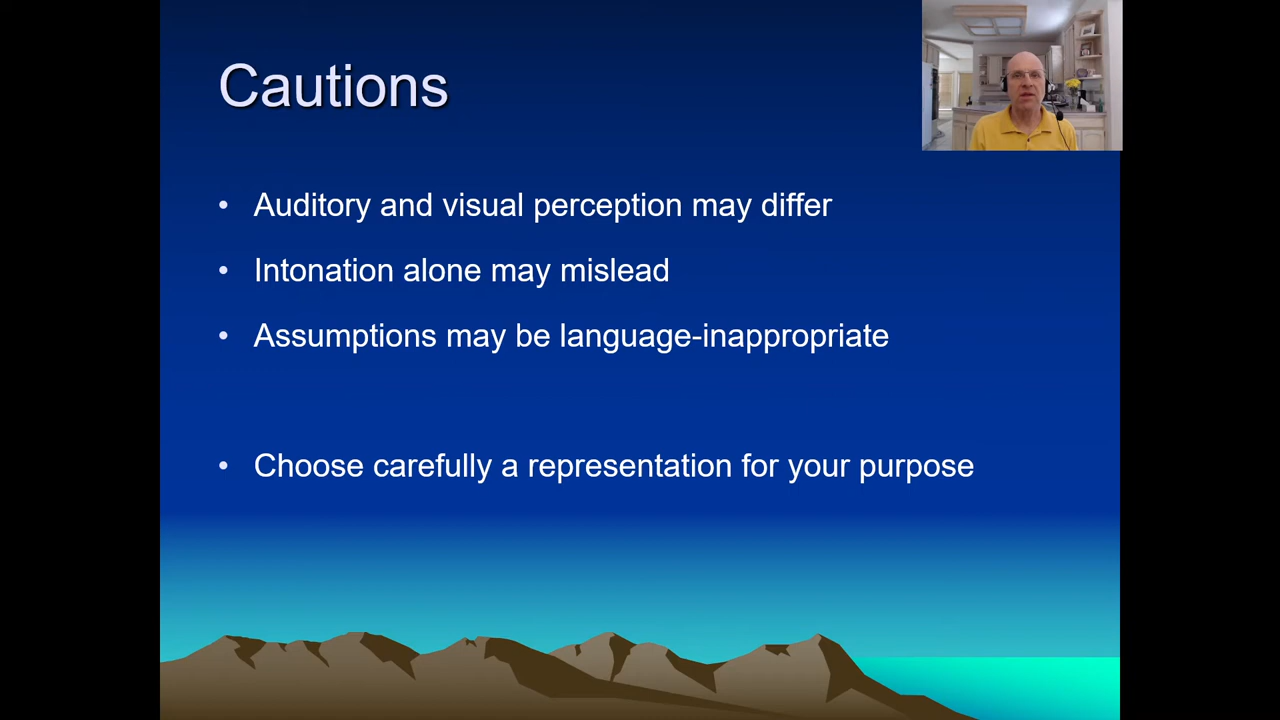 Cautions
• Auditory and visual perception may differ
• Intonation alone may mislead
• Assumptions may be language-inappropriate
• Choose carefully a representation for your purpose